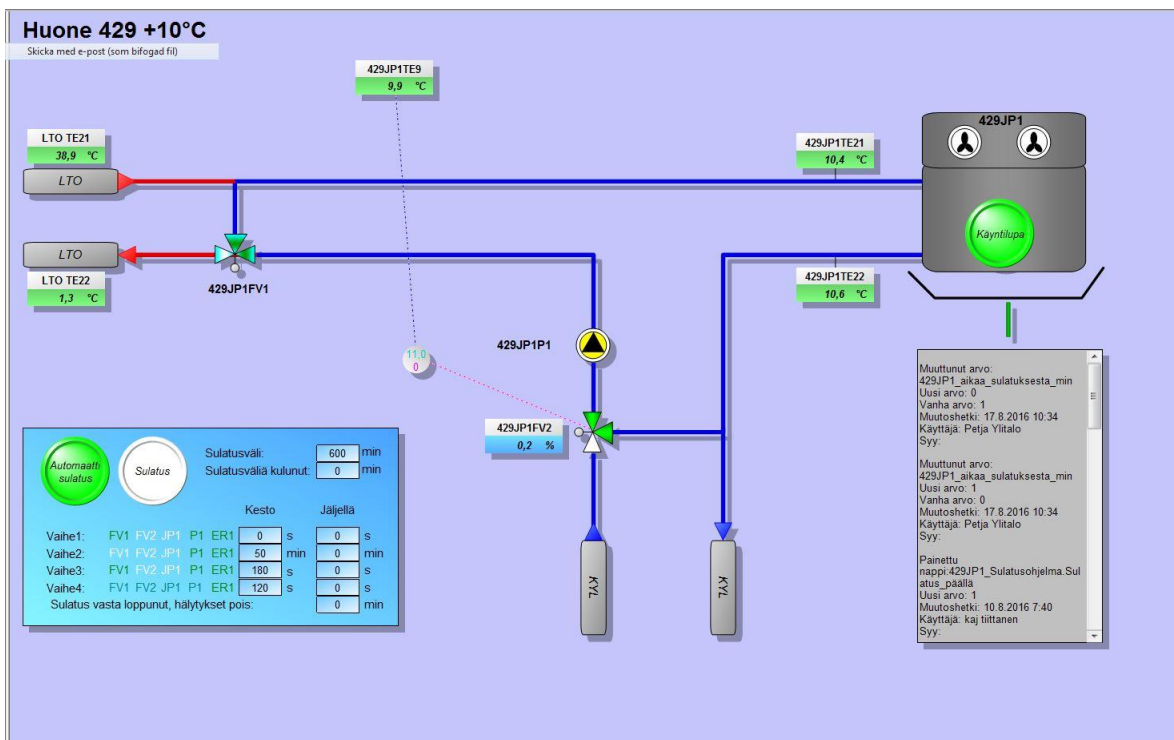 Huone 429 +10°C
Skicka med e-post (som bifogad fil)
429JP1TE9
9,9 °C
LTO TE21
38,9 °C
LTO
LTO
LTO TE22
1,3 °C
429JP1FV1
429JP1TE21
10,4 °C
429JP1
Käyntilupa
429JP1TE22
10,6 °C
11,0
0
429JP1P1
429JP1FV2
0,2 %
KYL
KYL
Automaatti sulatus
Sulatus
Sulatusväli: 600 min
Sulatusväliä kulunut: 0 min
Kesto Jäljellä
Vaihe1: FV1 FV2 JP1 P1 ER1 0 s 0 s
Vaihe2: FV1 FV2 JP1 P1 ER1 50 min 0 min
Vaihe3: FV1 FV2 JP1 P1 ER1 180 s 0 s
Vaihe4: FV1 FV2 JP1 P1 ER1 120 s 0 s
Sulatus vasta loppunut, hälytykset pois: 0 min
Muuttunut arvo:
429JP1_aikaa_sulatuksesta_min
Uusi arvo: 0
Vanha arvo: 1
Muutoshetki: 17.8.2016 10:34
Käyttäjä: Petja Ylitalo
Syy:
Muuttunut arvo:
429JP1_aikaa_sulatuksesta_min
Uusi arvo: 1
Vanha arvo: 0
Muutoshetki: 17.8.2016 10:34
Käyttäjä: Petja Ylitalo
Syy:
Painettu
nappi:429JP1_Sulatusohjelma.Sul
atus_päällä
Uusi arvo: 1
Muutoshetki: 10.8.2016 7:40
Käyttäjä: kaj tiittanen
Syy: